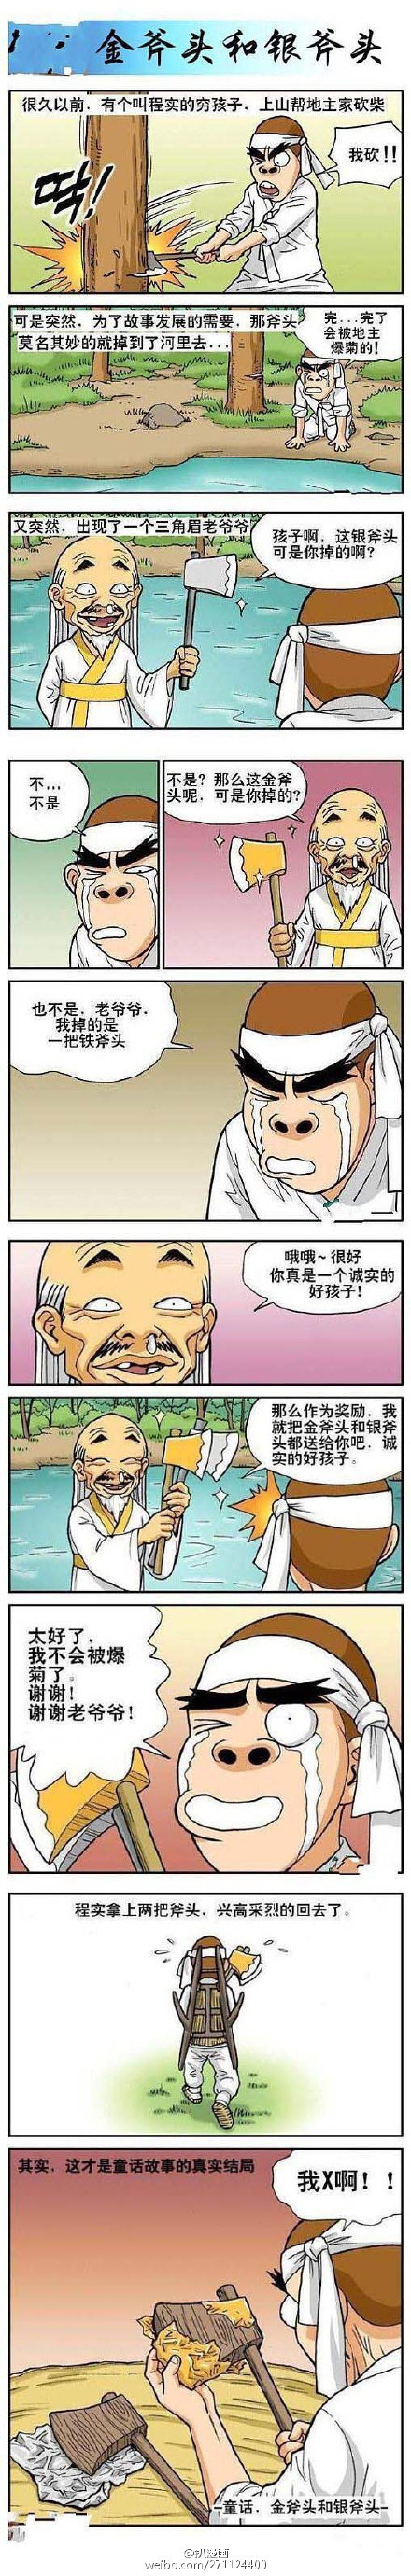 金斧头和银斧头
很久以前，有个叫程实的穷孩子，上山帮地主家砍柴
我砍!!
딱!
可是突然，为了故事发展的需要，那斧头
莫名其妙的就掉到了河里去...
完...完了
会被地主
爆菊的!
又突然，出现了一个三角眉老爷爷
孩子啊，这银斧头
可是你掉的啊?
不...
不是
不是? 那么这金斧
头呢，可是你掉的?
也不是，老爷爷，
我掉的是
一把铁斧头
哦哦~很好
你真是一个诚实的
好孩子!
那么作为奖励，我
就把金斧头和银斧
头都送给你吧，诚
实的好孩子。
太好了，
我不会被爆
菊了。
谢谢!
谢谢老爷爷!
程实拿上两把斧头，兴高采烈的回去了。
其实，这才是童话故事的真实结局
我X啊! !
-童话，金斧头和银斧头-
@扒漫画
weibo.com/271124400